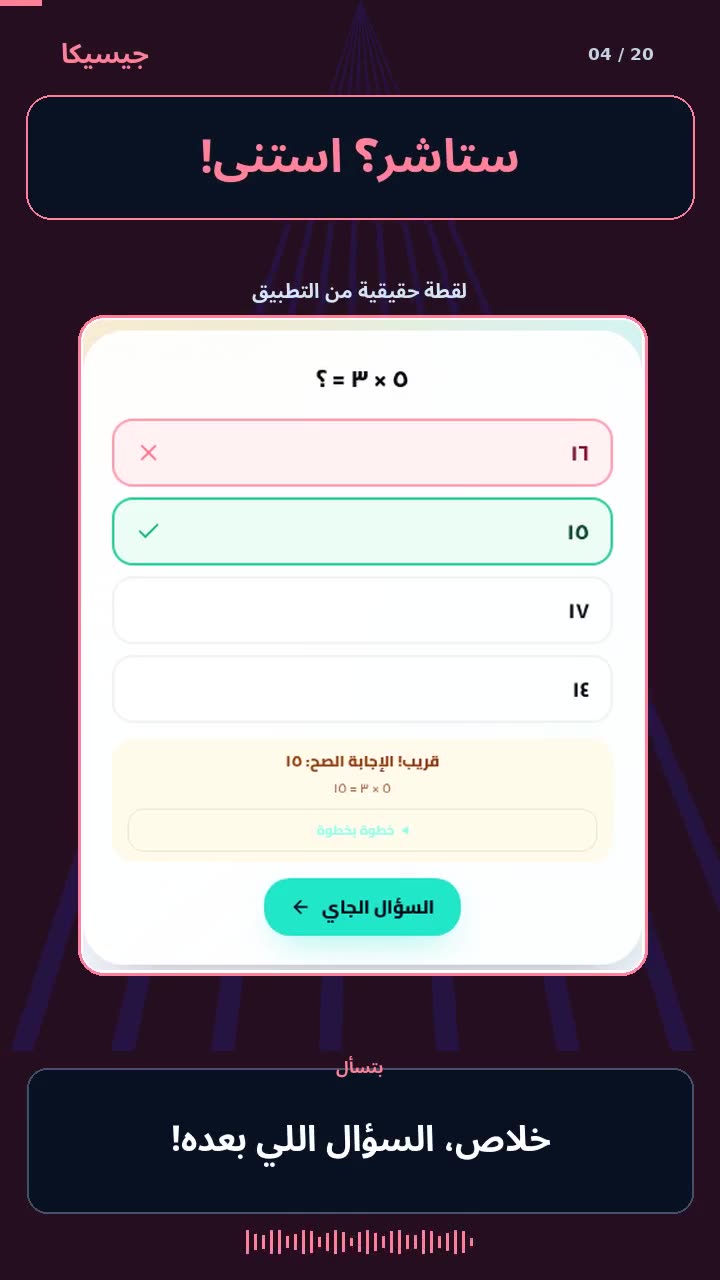 جيسيكا
04 / 20
ستاشر؟ استنى!
لقطة حقيقية من التطبيق
٥ × ٣ = ؟
١٦
١٥
١٧
١٤
قريب! الإجابة الصح: ١٥
٥ × ٣ = ١٥
◂ خطوة بخطوة
السؤال الجاي ←
بتسأل
خلاص، السؤال اللي بعده!